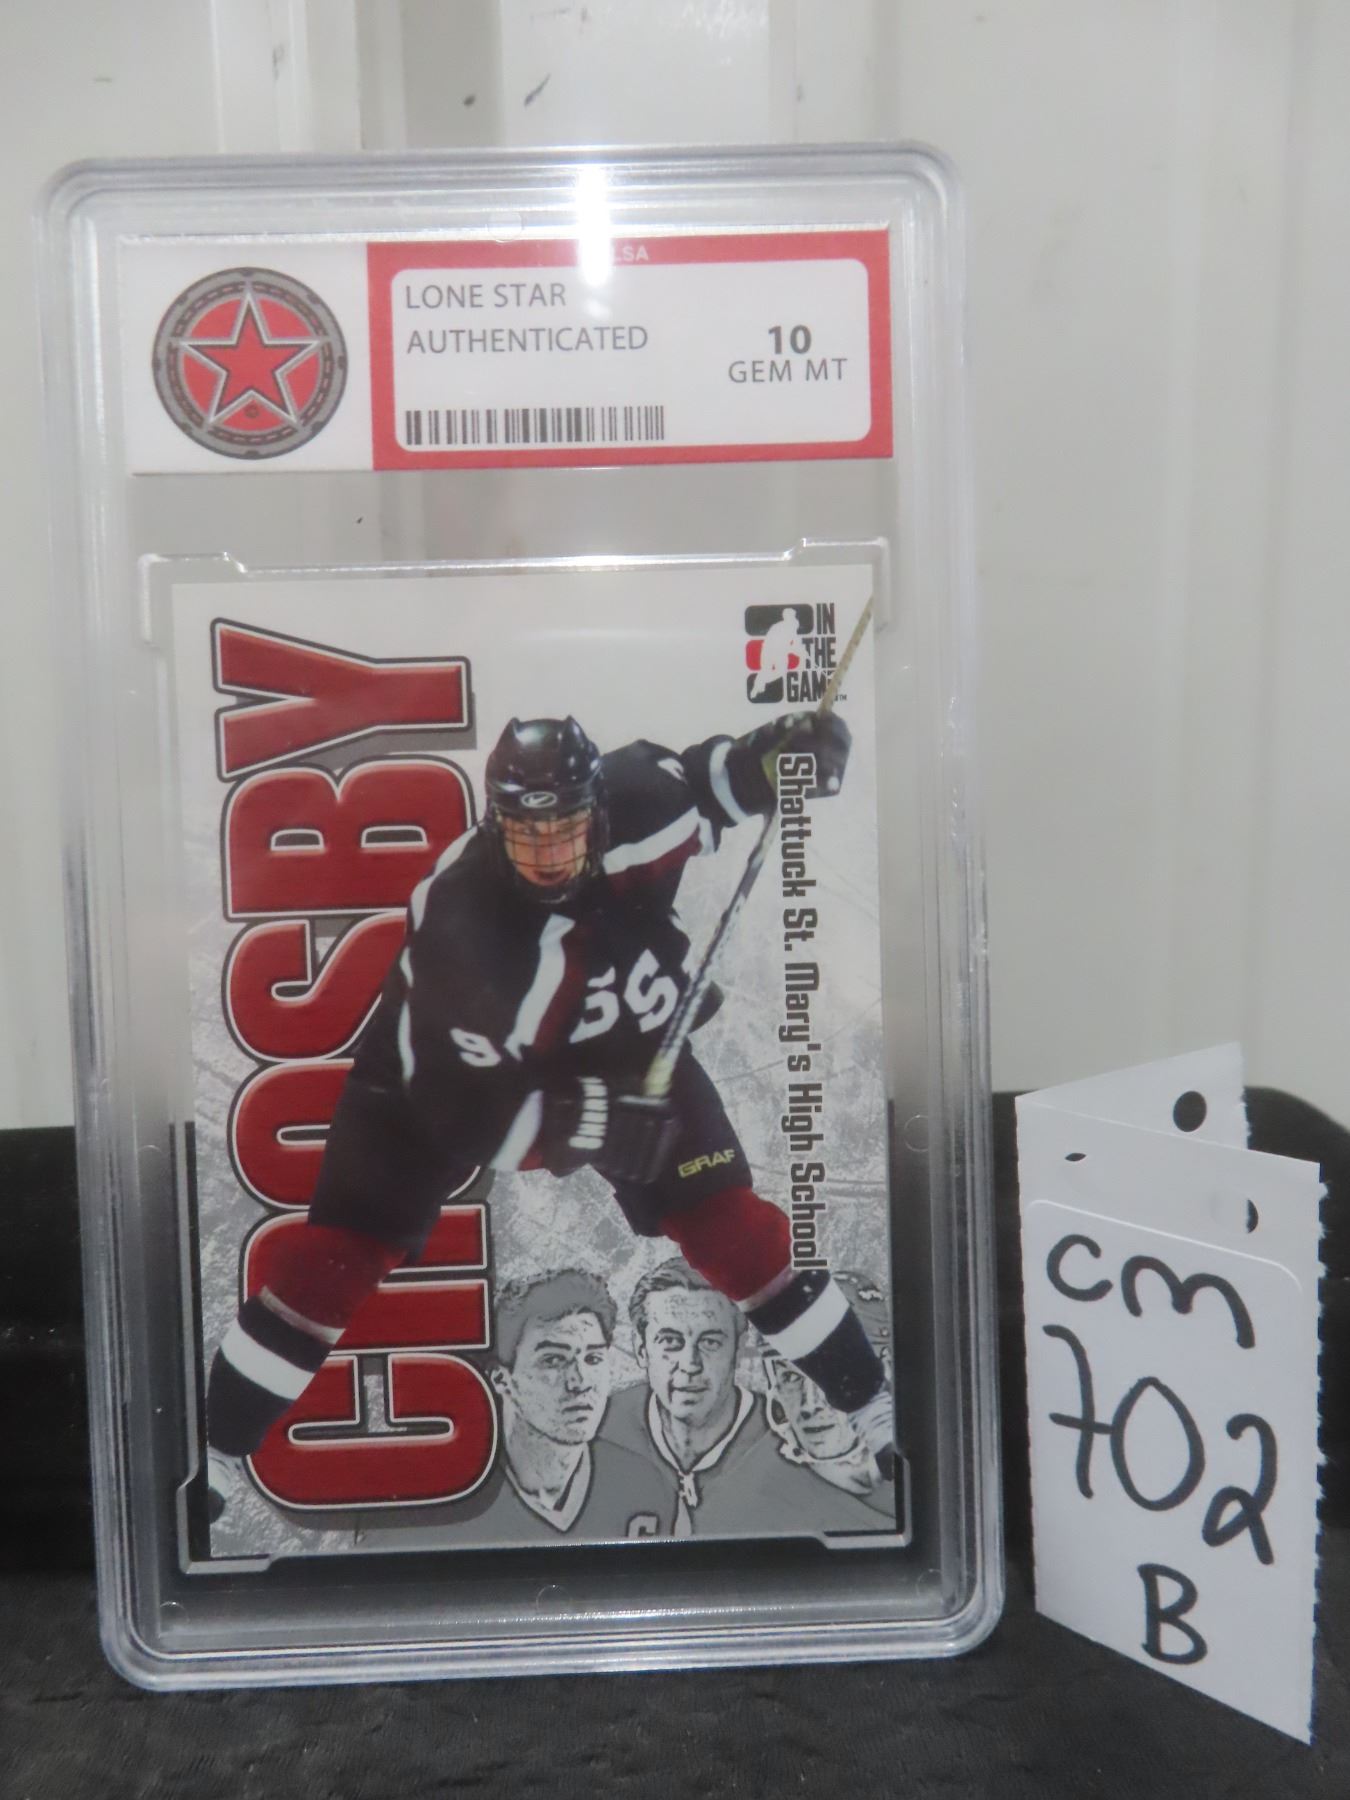 LSA
LONE STAR
AUTHENTICATED
10
GEM MT
CROSBY
IN
THE
GAME
TM
Shattuck St. Mary's High School
GRAF
C
CM
702
B